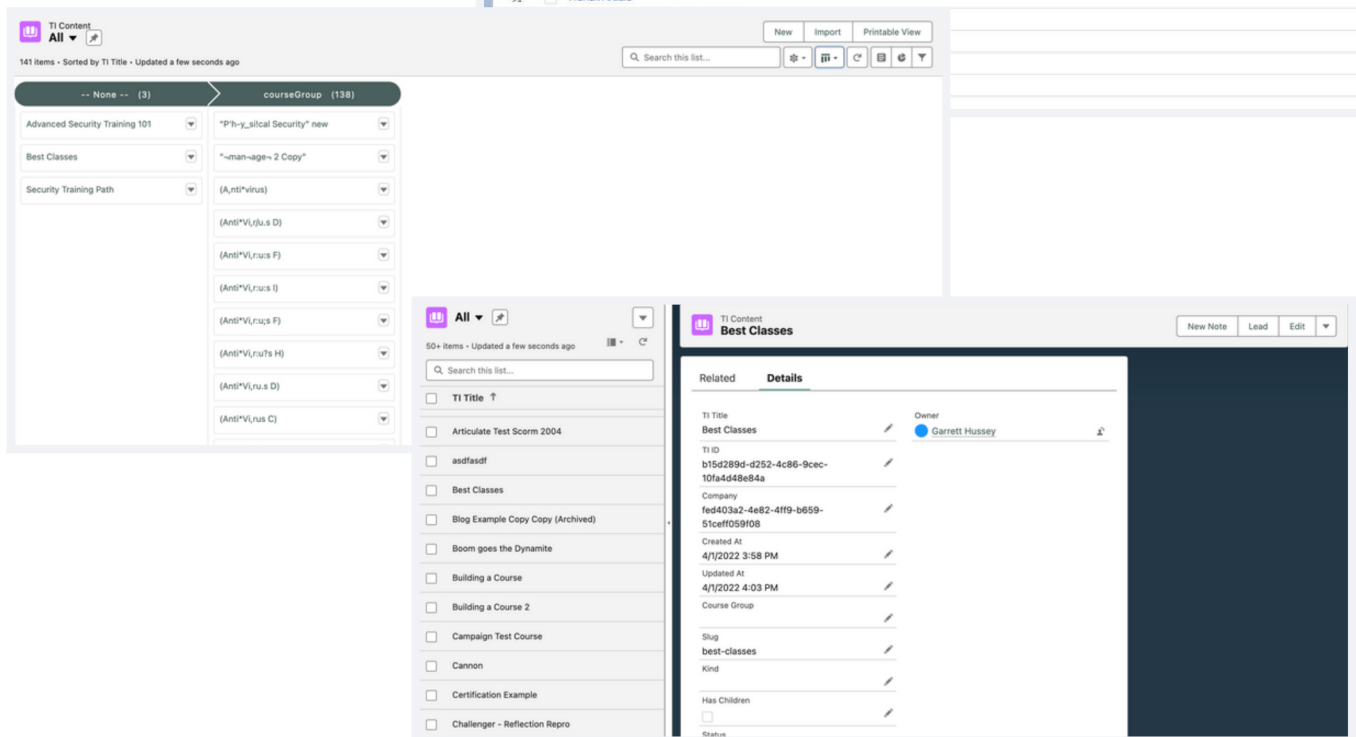 TI Content
All
New Import Printable View
141 items • Sorted by TI Title • Updated a few seconds ago
Search this list...
-- None -- (3)
courseGroup (138)
Advanced Security Training 101
"P'h-y_si!cal Security" new
Best Classes
"¬man¬age¬ 2 Copy"
Security Training Path
(A,nti*virus)
(Anti*Vi,r/u.s D)
(Anti*Vi,r:u:s F)
(Anti*Vi,r:u:s I)
(Anti*Vi,r:u;s F)
(Anti*Vi,r:u?s H)
(Anti*Vi,ru.s D)
(Anti*Vi,rus C)
All
50+ items • Updated a few seconds ago
Search this list...
TI Title
Articulate Test Scorm 2004
asdfasdf
Best Classes
Blog Example Copy Copy (Archived)
Boom goes the Dynamite
Building a Course
Building a Course 2
Campaign Test Course
Cannon
Certification Example
Challenger - Reflection Repro
TI Content
Best Classes
New Note Lead Edit
Related Details
TI Title
Best Classes
Owner
Garrett Hussey
TI ID
b15d289d-d252-4c86-9cec-
10fa4d48e84a
Company
fed403a2-4e82-4ff9-b659-
51ceff059f08
Created At
4/1/2022 3:58 PM
Updated At
4/1/2022 4:03 PM
Course Group
Slug
best-classes
Kind
Has Children
Status